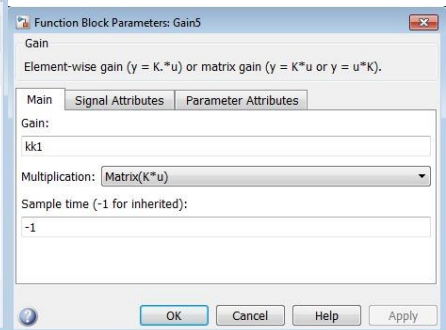 Function Block Parameters: Gain5
Gain
Element-wise gain (y = K.*u) or matrix gain (y = K*u or y = u*K).
Main Signal Attributes Parameter Attributes
Gain:
kk1
Multiplication: Matrix(K*u)
Sample time (-1 for inherited):
-1
OK Cancel Help Apply